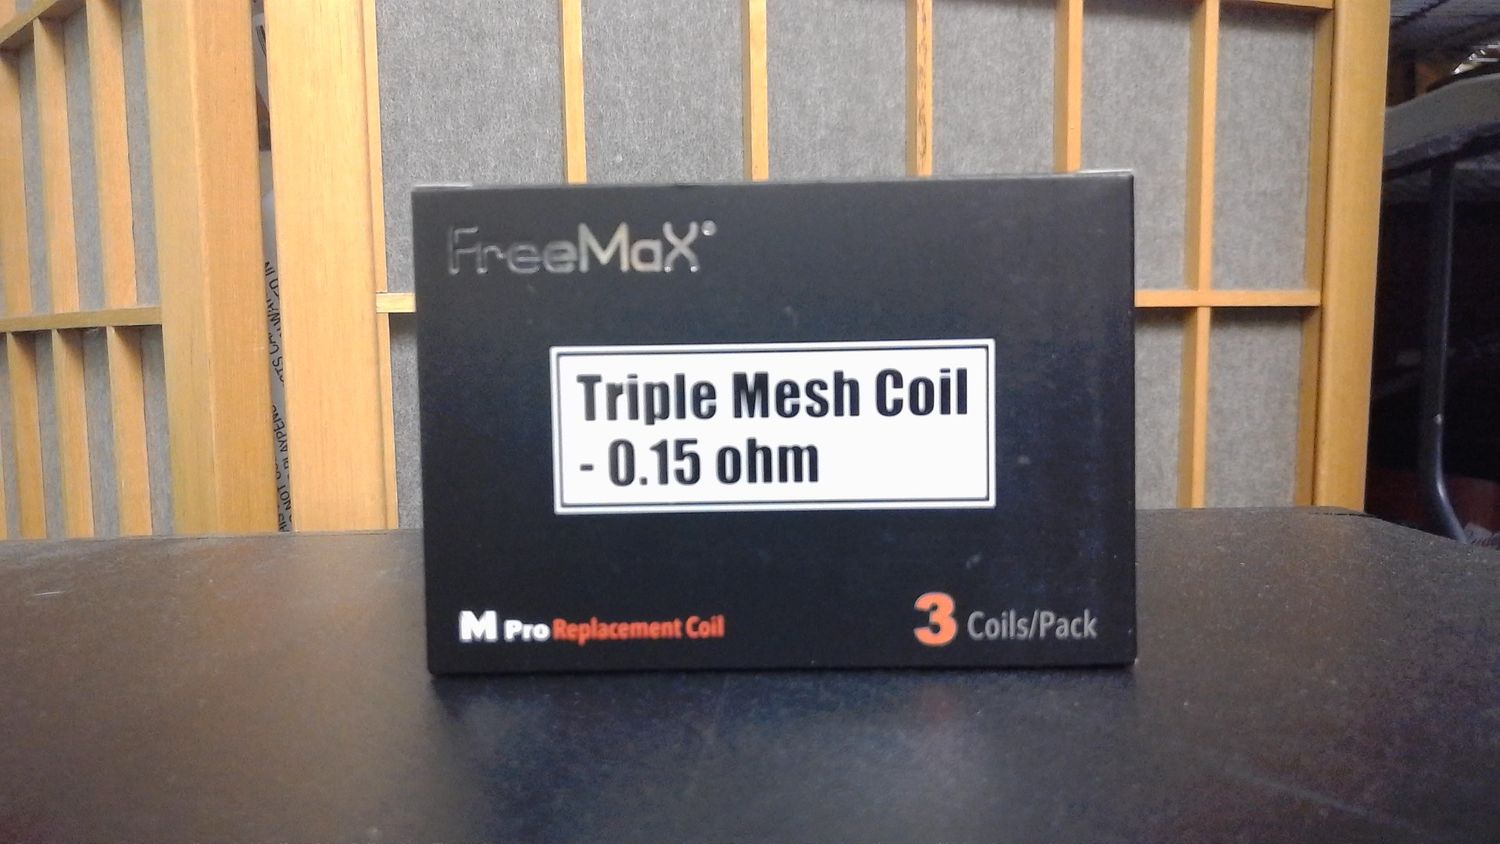 FreeMaX®
Triple Mesh Coil
- 0.15 ohm
M Pro Replacement Coil
3 Coils/Pack